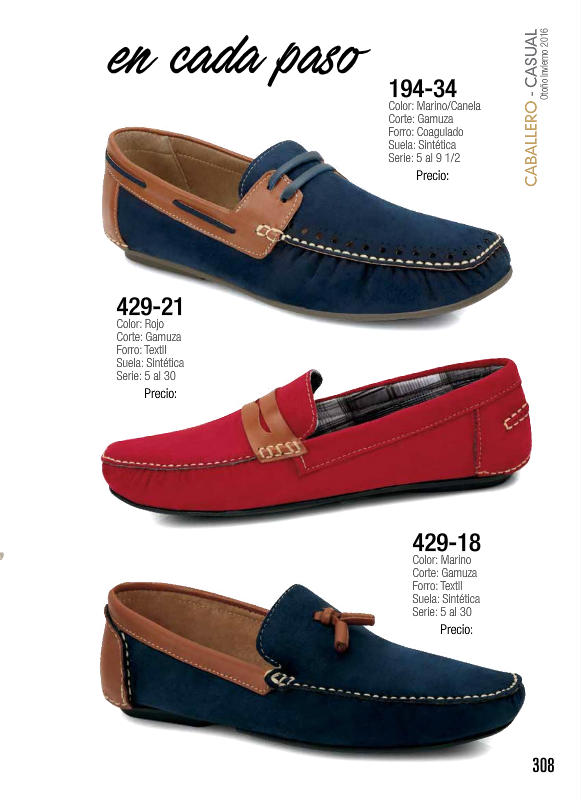 en cada paso
CABALLERO - CASUAL
Otoño Invierno 2016
194-34
Color: Marino/Canela
Corte: Gamuza
Forro: Coagulado
Suela: Sintética
Serie: 5 al 9 1/2
Precio:
429-21
Color: Rojo
Corte: Gamuza
Forro: Textil
Suela: Sintética
Serie: 5 al 30
Precio:
429-18
Color: Marino
Corte: Gamuza
Forro: Textil
Suela: Sintética
Serie: 5 al 30
Precio:
308